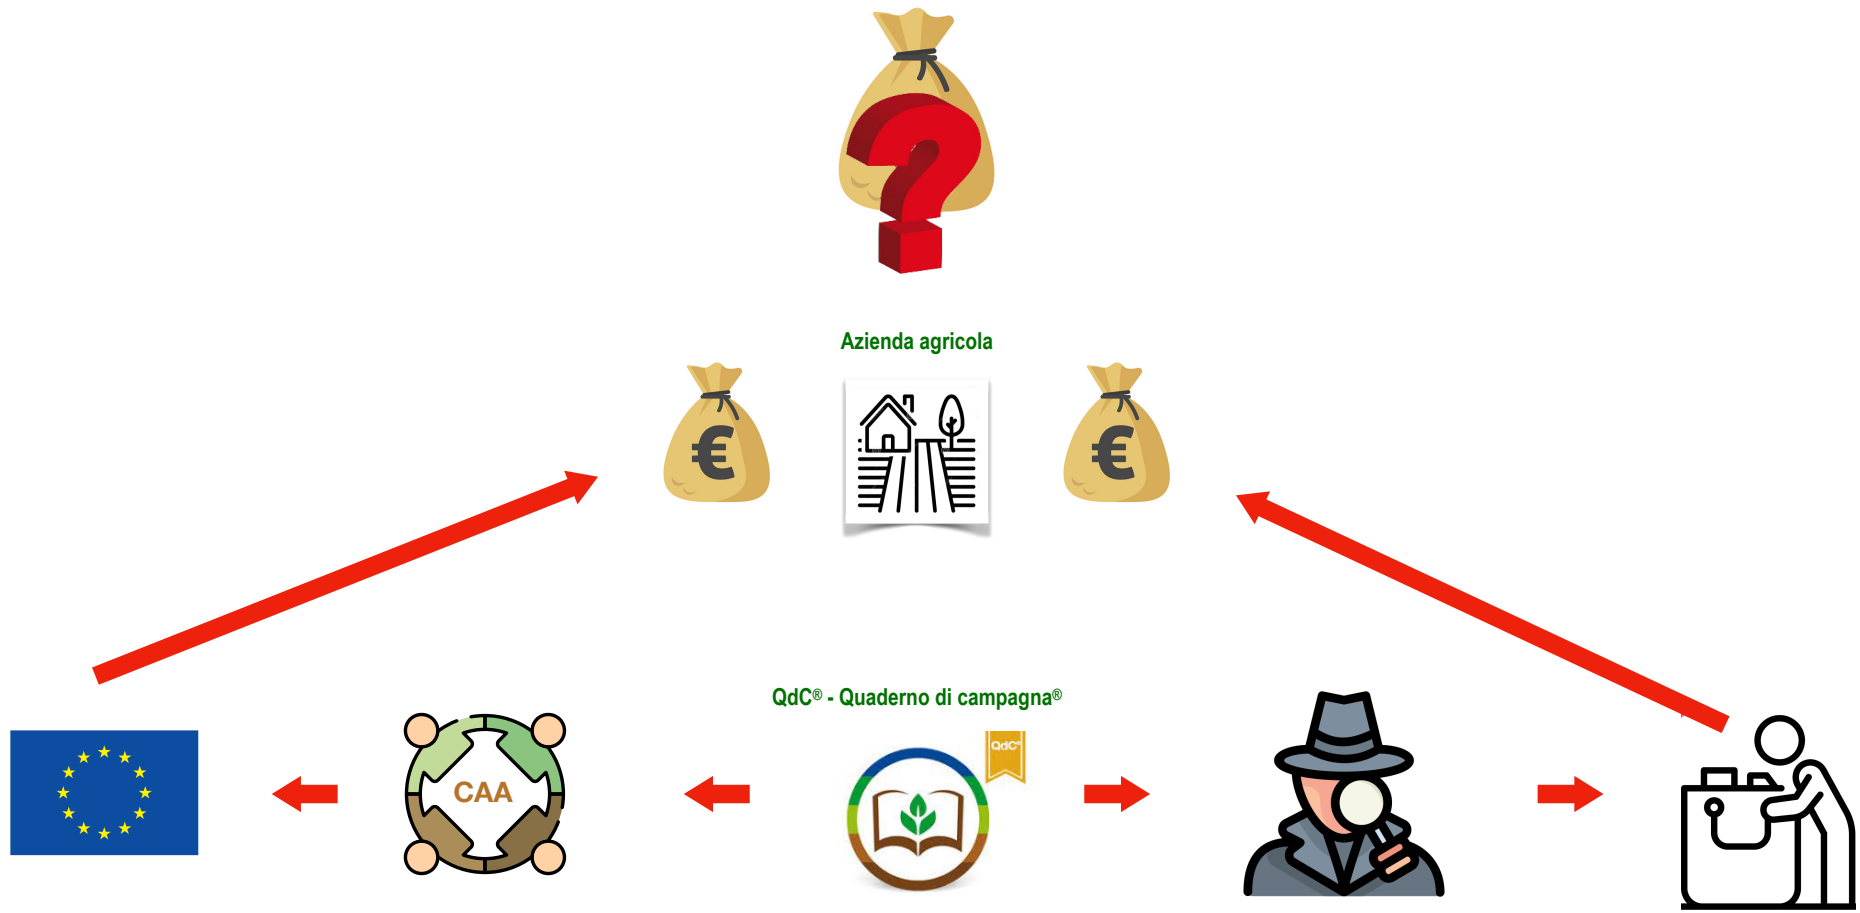 Azienda agricola
€
€
QdC® - Quaderno di campagna®
QdC®
CAA